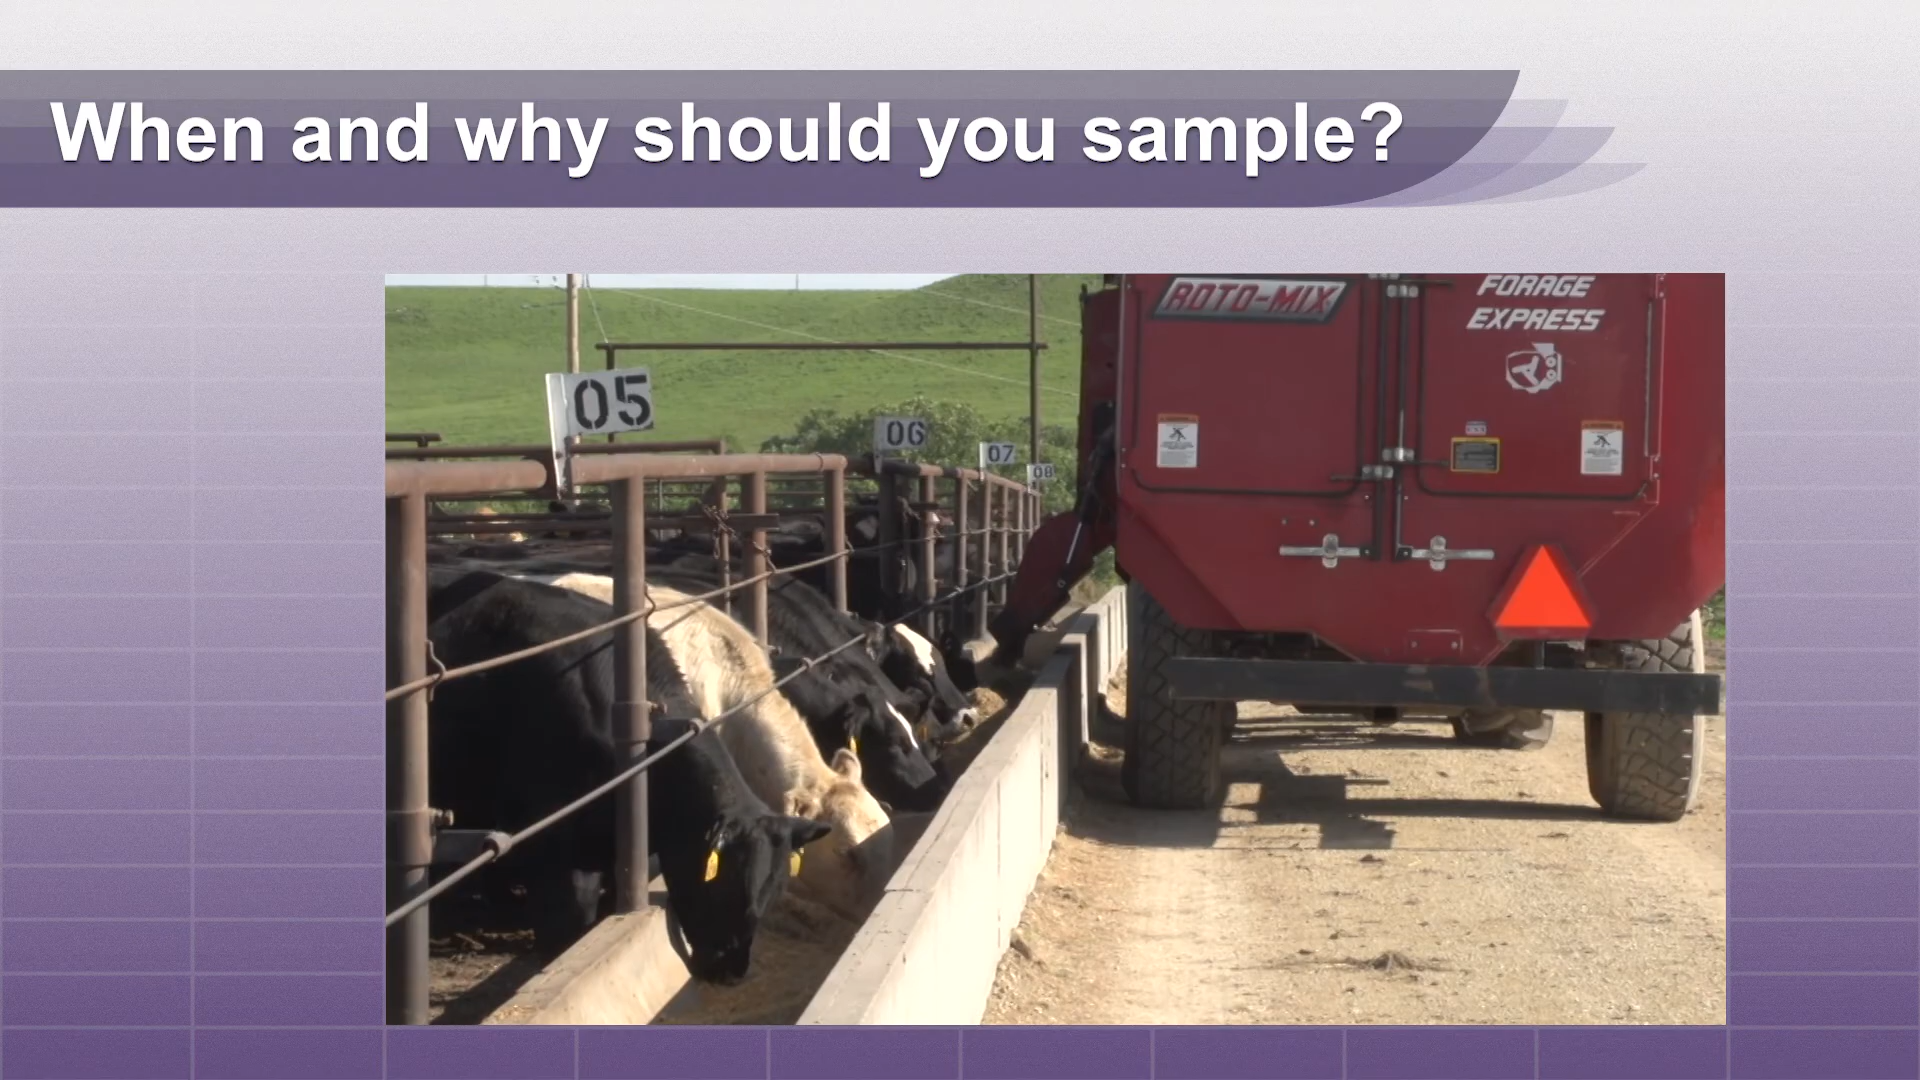 When and why should you sample?
ROTO-MIX
FORAGE
EXPRESS
05
06
07
08